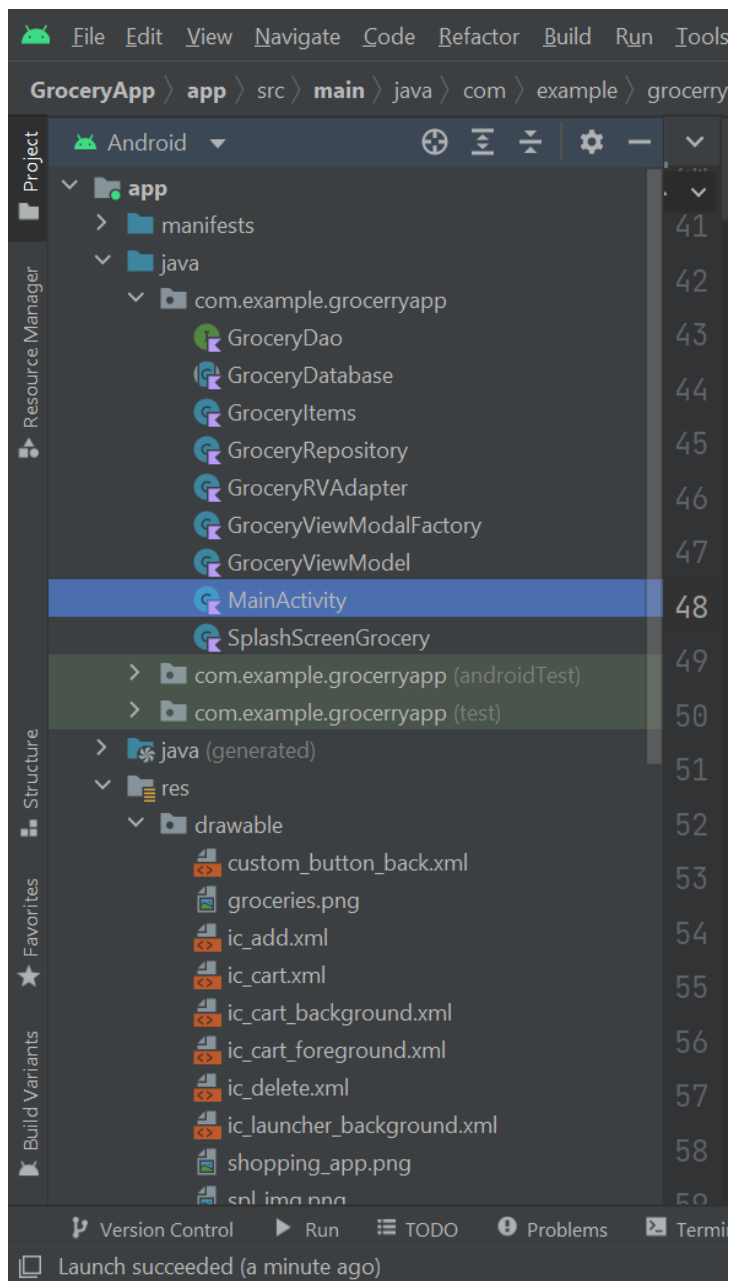 File Edit View Navigate Code Refactor Build Run Tools
GroceryApp app src main java com example grocerry
Project
Android
app
manifests
41
java
42
com.example.grocerryapp
Resource Manager
GroceryDao
43
GroceryDatabase
44
GroceryItems
GroceryRepository
45
GroceryRVAdapter
46
GroceryViewModalFactory
GroceryViewModel
47
MainActivity
48
SplashScreenGrocery
com.example.grocerryapp (androidTest)
49
com.example.grocerryapp (test)
50
java (generated)
51
Structure
res
drawable
52
custom_button_back.xml
53
groceries.png
Favorites
ic_add.xml
54
ic_cart.xml
55
ic_cart_background.xml
ic_cart_foreground.xml
56
Build Variants
ic_delete.xml
57
ic_launcher_background.xml
shopping_app.png
58
spl_img.png
59
Version Control Run TODO Problems Termi
Launch succeeded (a minute ago)